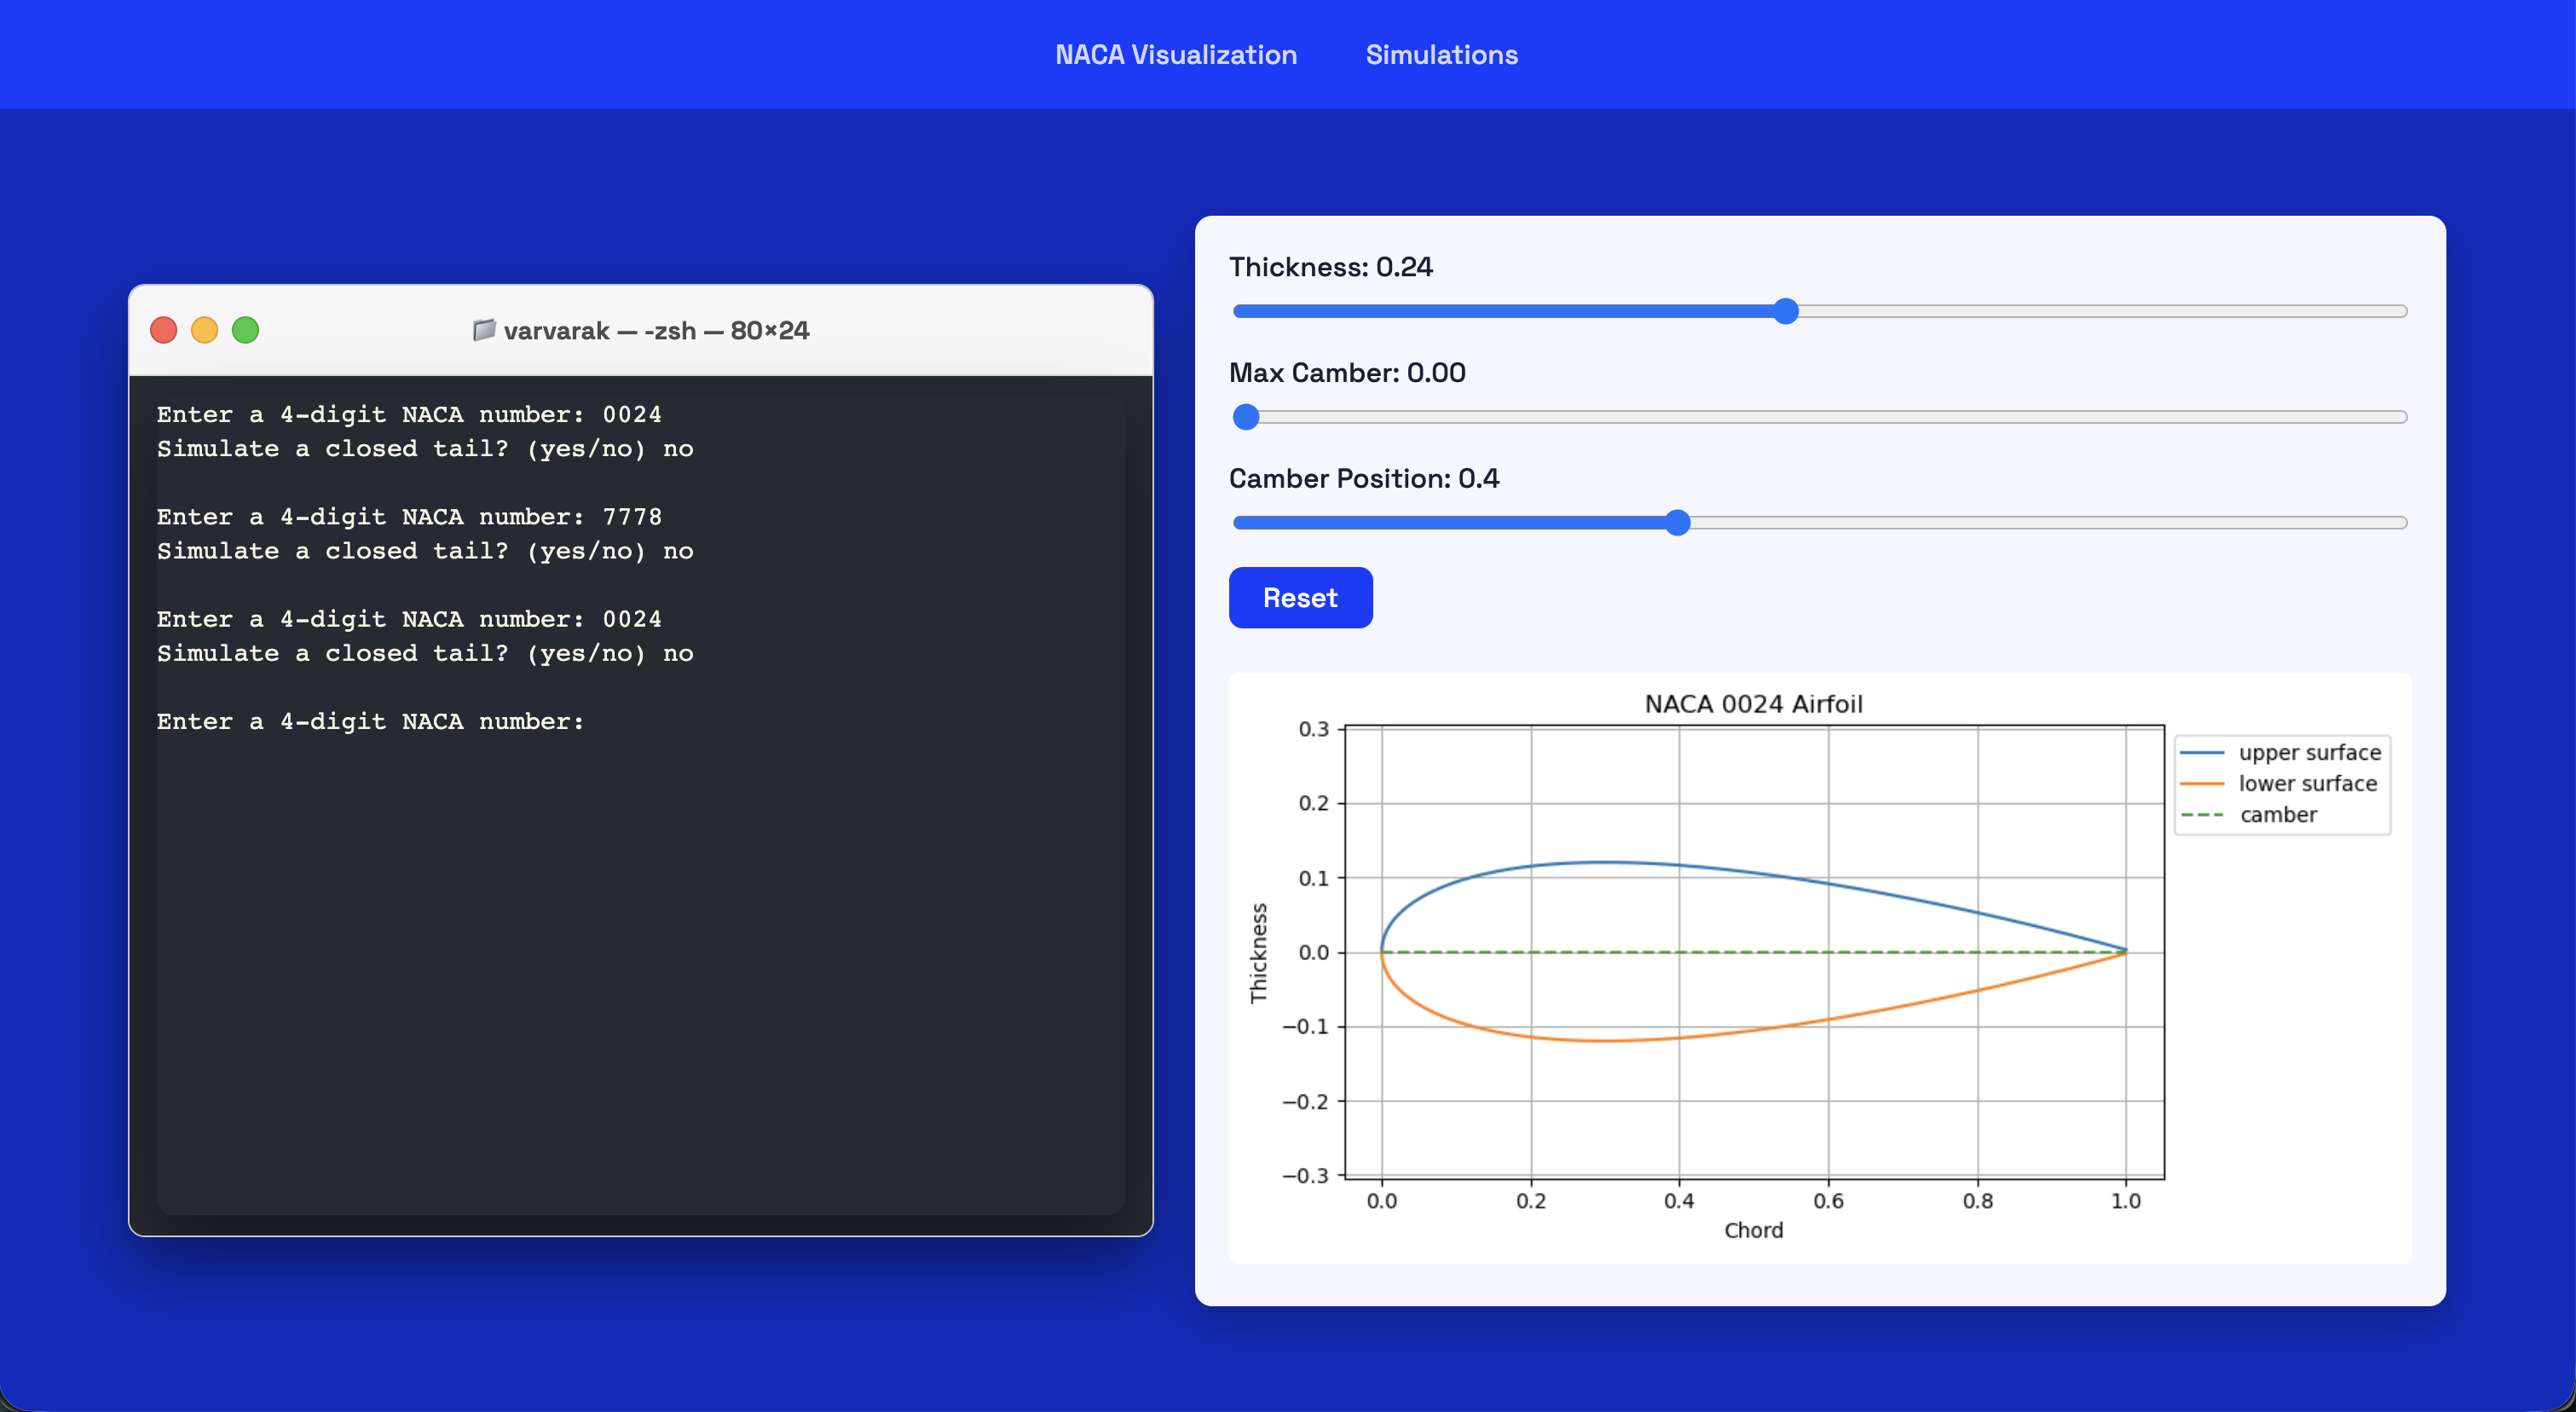 NACA Visualization
Simulations
varvarak — -zsh — 80×24
Enter a 4-digit NACA number: 0024
Simulate a closed tail? (yes/no) no
Enter a 4-digit NACA number: 7778
Simulate a closed tail? (yes/no) no
Enter a 4-digit NACA number: 0024
Simulate a closed tail? (yes/no) no
Enter a 4-digit NACA number:
Thickness: 0.24
Max Camber: 0.00
Camber Position: 0.4
Reset
NACA 0024 Airfoil
0.3
0.2
0.1
0.0
−0.1
−0.2
−0.3
Thickness
0.0 0.2 0.4 0.6 0.8 1.0
Chord
upper surface
lower surface
camber